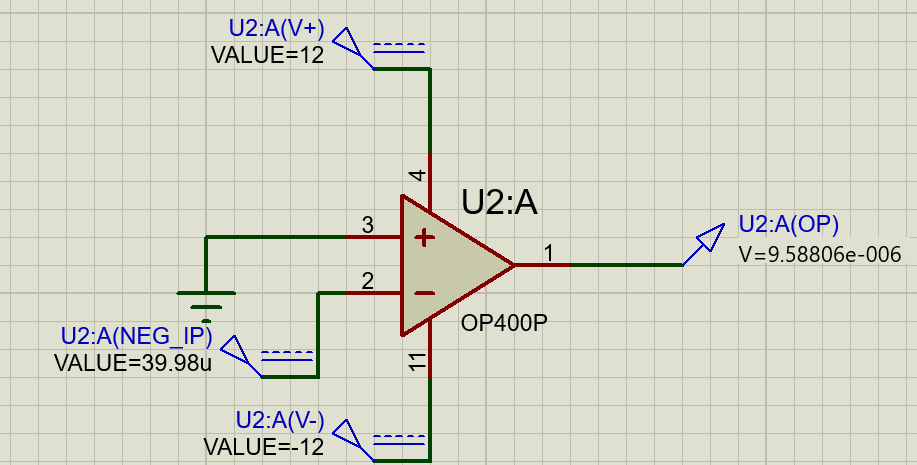 U2:A(V+)
VALUE=12
4
U2:A
3
+
1
U2:A(OP)
V=9.58806e-006
2
−
OP400P
U2:A(NEG_IP)
VALUE=39.98u
11
U2:A(V-)
VALUE=-12